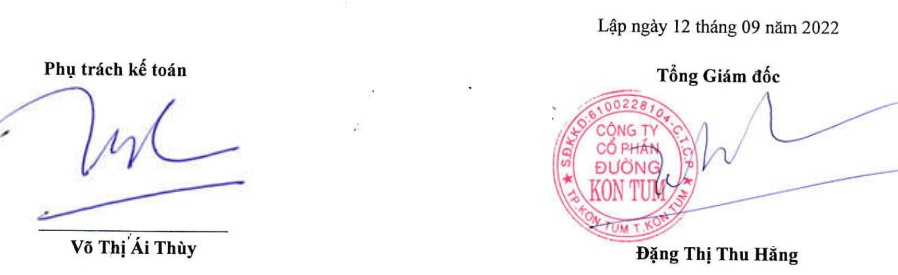 Lập ngày 12 tháng 09 năm 2022
Phụ trách kế toán
Tổng Giám đốc
S.Đ.K.K.D:6100228104-C.T.C.P
CÔNG TY
CỔ PHẦN
ĐƯỜNG
KON TUM
TP.KON TUM T.KON TUM
Võ Thị Ái Thùy
Đặng Thị Thu Hằng